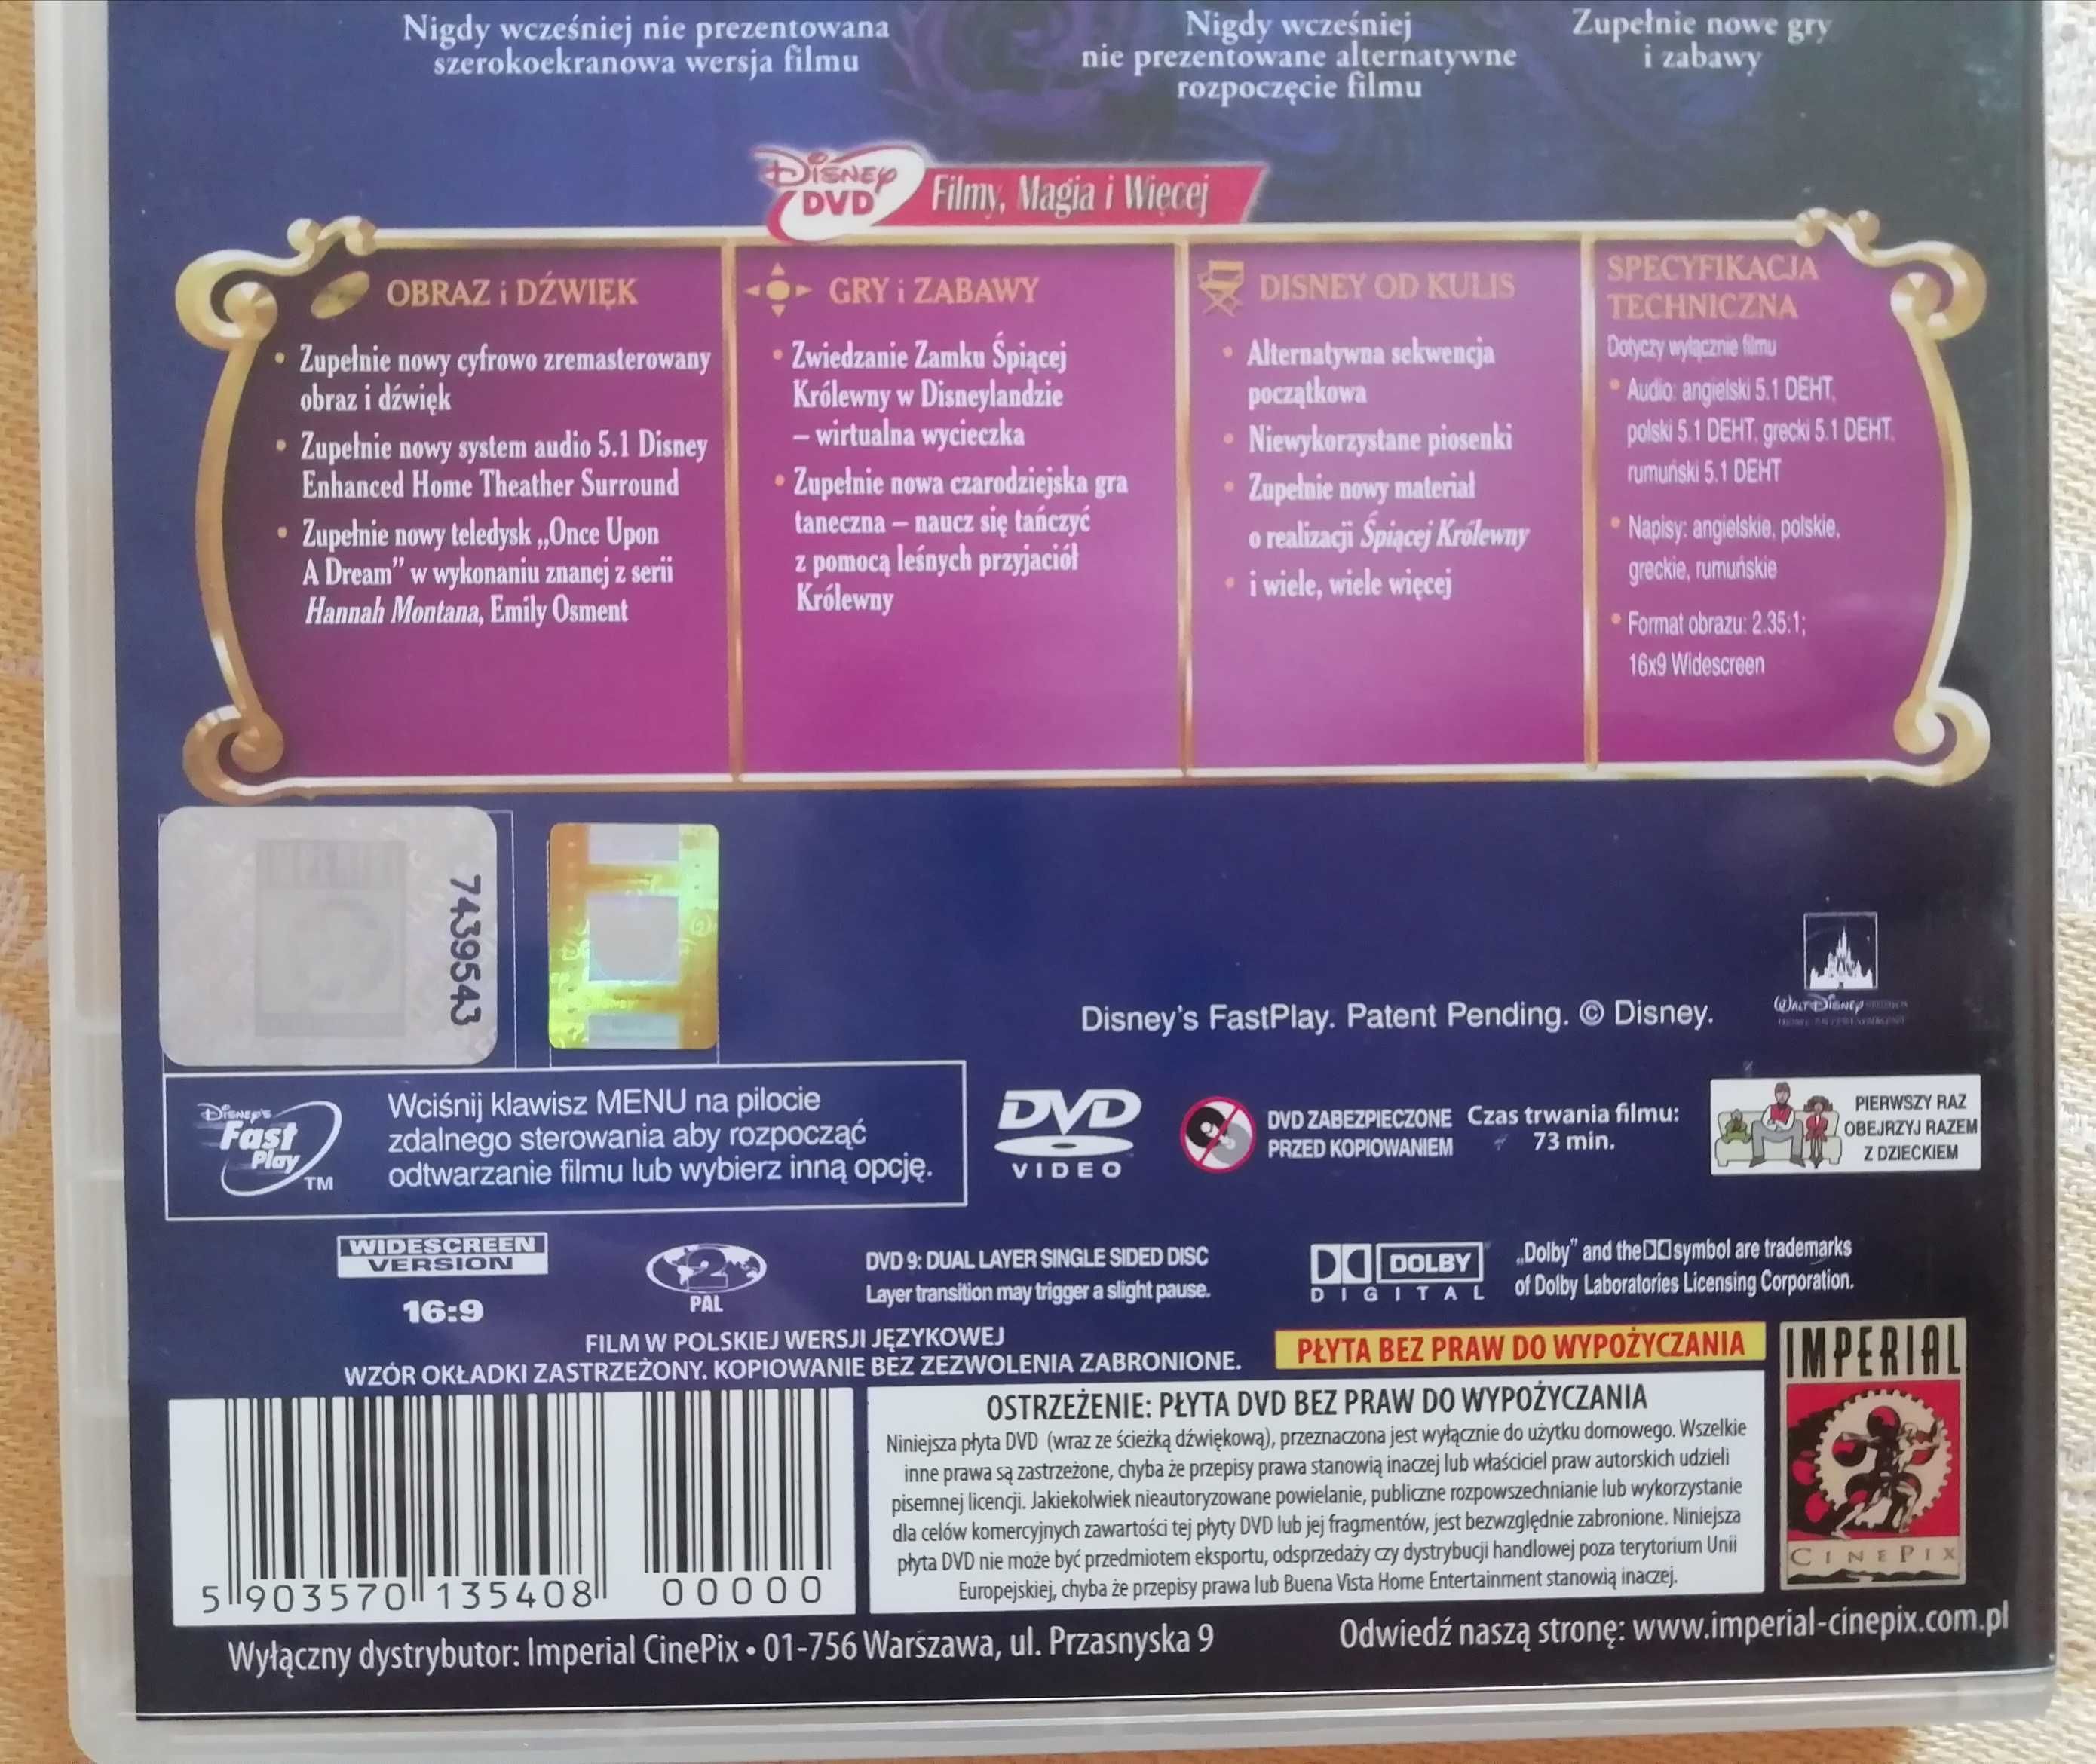 Nigdy wcześniej nie prezentowana
szerokoekranowa wersja filmu
Nigdy wcześniej
nie prezentowane alternatywne
rozpoczęcie filmu
Zupełnie nowe gry
i zabawy
Disney
DVD
Filmy, Magia i Więcej
OBRAZ i DŹWIĘK
• Zupełnie nowy cyfrowo zremasterowany
obraz i dźwięk
• Zupełnie nowy system audio 5.1 Disney
Enhanced Home Theather Surround
• Zupełnie nowy teledysk „Once Upon
A Dream” w wykonaniu znanej z serii
Hannah Montana, Emily Osment
GRY i ZABAWY
• Zwiedzanie Zamku Śpiącej
Królewny w Disneylandzie
– wirtualna wycieczka
• Zupełnie nowa czarodziejska gra
taneczna – naucz się tańczyć
z pomocą leśnych przyjaciół
Królewny
DISNEY OD KULIS
• Alternatywna sekwencja
początkowa
• Niewykorzystane piosenki
• Zupełnie nowy materiał
o realizacji Śpiącej Królewny
• i wiele, wiele więcej
SPECYFIKACJA
TECHNICZNA
Dotyczy wyłącznie filmu
• Audio: angielski 5.1 DEHT,
polski 5.1 DEHT, grecki 5.1 DEHT,
rumuński 5.1 DEHT
• Napisy: angielskie, polskie,
greckie, rumuńskie
• Format obrazu: 2.35:1;
16x9 Widescreen
7439543
Disney's FastPlay. Patent Pending. © Disney.
Walt Disney
Disney's
Fast
Play
TM
Wciśnij klawisz MENU na pilocie
zdalnego sterowania aby rozpocząć
odtwarzanie filmu lub wybierz inną opcję.
DVD
VIDEO
DVD ZABEZPIECZONE
PRZED KOPIOWANIEM
Czas trwania filmu:
73 min.
PIERWSZY RAZ
OBEJRZYJ RAZEM
Z DZIECKIEM
WIDESCREEN
VERSION
16:9
2
PAL
DVD 9: DUAL LAYER SINGLE SIDED DISC
Layer transition may trigger a slight pause.
DOLBY
DIGITAL
„Dolby” and the symbol are trademarks
of Dolby Laboratories Licensing Corporation.
FILM W POLSKIEJ WERSJI JĘZYKOWEJ
WZÓR OKŁADKI ZASTRZEŻONY. KOPIOWANIE BEZ ZEZWOLENIA ZABRONIONE.
PŁYTA BEZ PRAW DO WYPOŻYCZANIA
IMPERIAL
CINEPIX
OSTRZEŻENIE: PŁYTA DVD BEZ PRAW DO WYPOŻYCZANIA
Niniejsza płyta DVD (wraz ze ścieżką dźwiękową), przeznaczona jest wyłącznie do użytku domowego. Wszelkie
inne prawa są zastrzeżone, chyba że przepisy prawa stanowią inaczej lub właściciel praw autorskich udzieli
pisemnej licencji. Jakiekolwiek nieautoryzowane powielanie, publiczne rozpowszechnianie lub wykorzystanie
dla celów komercyjnych zawartości tej płyty DVD lub jej fragmentów, jest bezwzględnie zabronione. Niniejsza
płyta DVD nie może być przedmiotem eksportu, odsprzedaży czy dystrybucji handlowej poza terytorium Unii
Europejskiej, chyba że przepisy prawa lub Buena Vista Home Entertainment stanowią inaczej.
5 903570 135408 00000
Wyłączny dystrybutor: Imperial CinePix • 01-756 Warszawa, ul. Przasnyska 9
Odwiedź naszą stronę: www.imperial-cinepix.com.pl